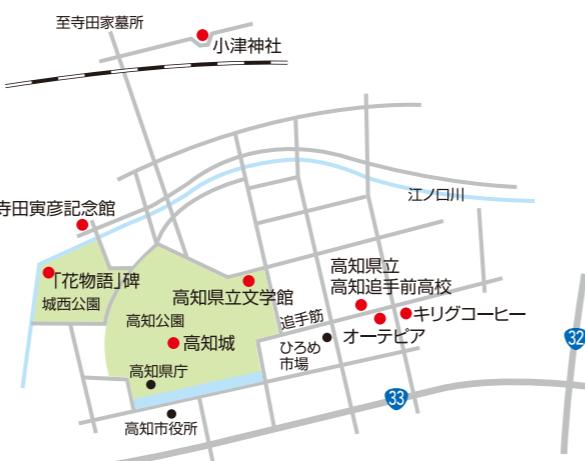 至寺田家墓所
小津神社
江ノ口川
寺田寅彦記念館
「花物語」碑
城西公園
高知県立文学館
高知公園
高知城
高知県庁
高知市役所
追手筋
ひろめ
市場
高知県立
高知追手前高校
キリグコーヒー
オーテピア
32
33